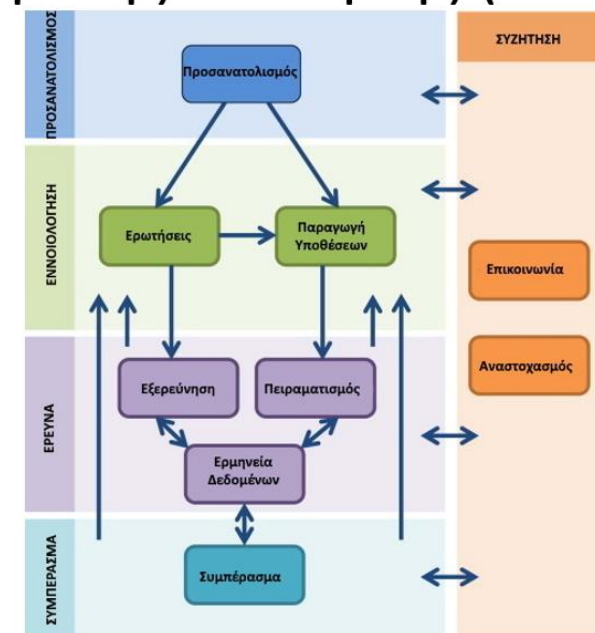 ΠΡΟΣΑΝΑΤΟΛΙΣΜΟΣ
Προσανατολισμός
ΣΥΖΗΤΗΣΗ
ΕΝΝΟΙΟΛΟΓΗΣΗ
Ερωτήσεις
Παραγωγή
Υποθέσεων
Επικοινωνία
Αναστοχασμός
ΕΡΕΥΝΑ
Εξερεύνηση
Πειραματισμός
Ερμηνεία
Δεδομένων
ΣΥΜΠΕΡΑΣΜΑ
Συμπέρασμα